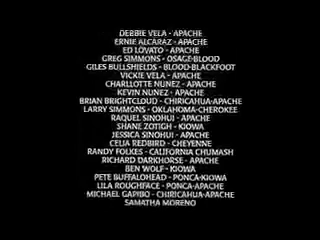 DEBBIE VELA - APACHE
ERNIE ALCARAZ - APACHE
ED LOVATO - APACHE
GREG SIMMONS - OSAGE-BLOOD
GILES BULLSHIELDS - BLOOD-BLACKFOOT
VICKIE VELA - APACHE
CHARLLOTTE NUNEZ - APACHE
KEVIN NUNEZ - APACHE
BRIAN BRIGHTCLOUD - CHIRICAHUA-APACHE
LARRY SIMMONS - OKLAHOMA-CHEROKEE
RAQUEL SINOHUI - APACHE
SHANE ZOTIGH - KIOWA
JESSICA SINOHUI - APACHE
CELIA REDBIRD - CHEYENNE
RANDY FOLKES - CALIFORNIA CHUMASH
RICHARD DARKHORSE - APACHE
BEN WOLF - KIOWA
PETE BUFFALOHEAD - PONCA-KIOWA
LILA ROUGHFACE - PONCA-APACHE
MICHAEL GAPIBO - CHIRICAHUA-APACHE
SAMATHA MORENO